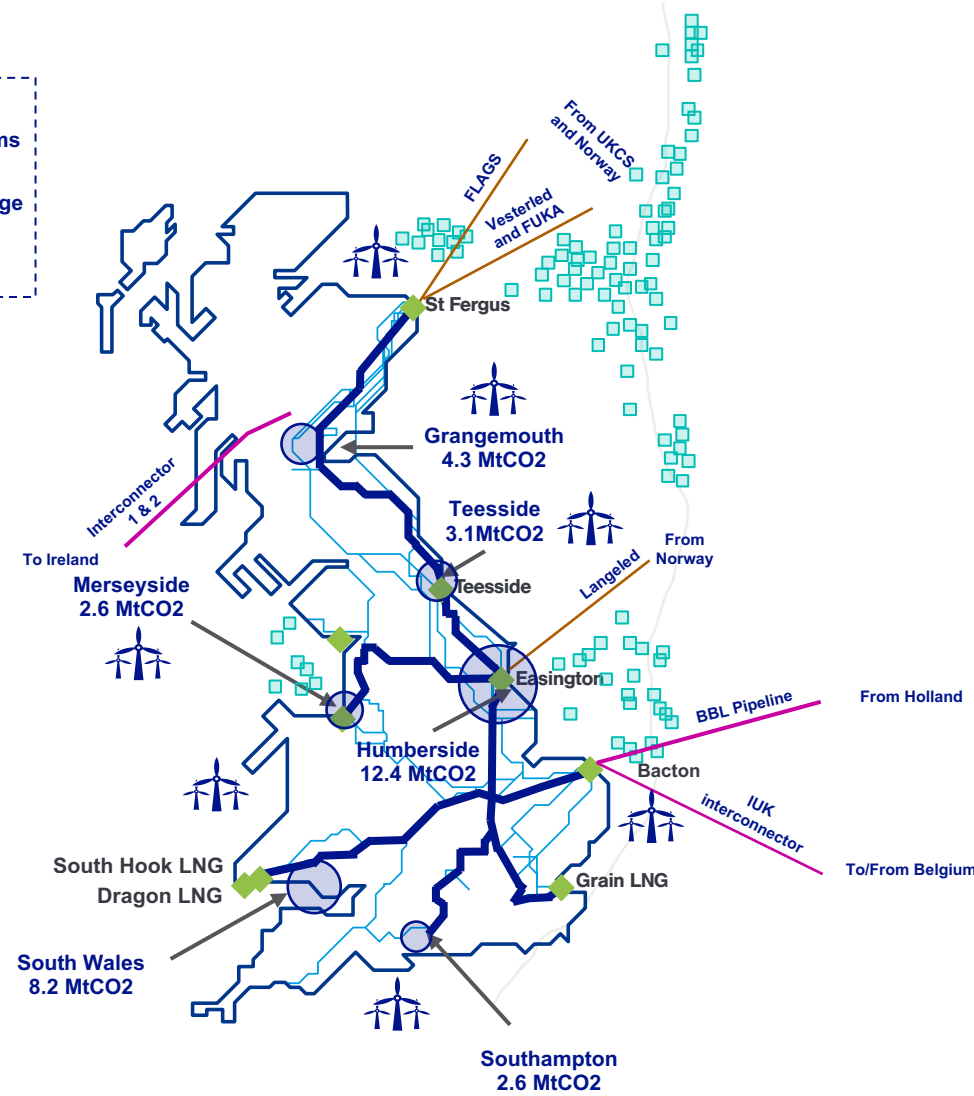 From UKCS
and Norway
FLAGS
Vesterled
and FUKA
St Fergus
Grangemouth
4.3 MtCO2
Interconnector
1 & 2
To Ireland
Teesside
3.1MtCO2
Teesside
From
Norway
Langeled
Merseyside
2.6 MtCO2
Easington
BBL Pipeline
From Holland
Humberside
12.4 MtCO2
Bacton
IUK
interconnector
To/From Belgium
South Hook LNG
Dragon LNG
Grain LNG
South Wales
8.2 MtCO2
Southampton
2.6 MtCO2